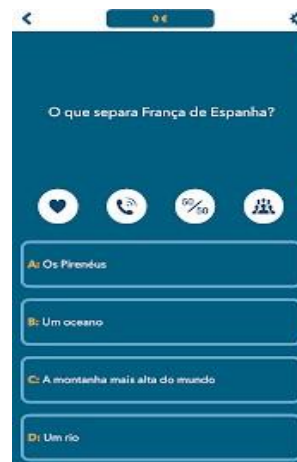 0 €
O que separa França de Espanha?
50/50
A: Os Pirenéus
B: Um oceano
C: A montanha mais alta do mundo
D: Um rio